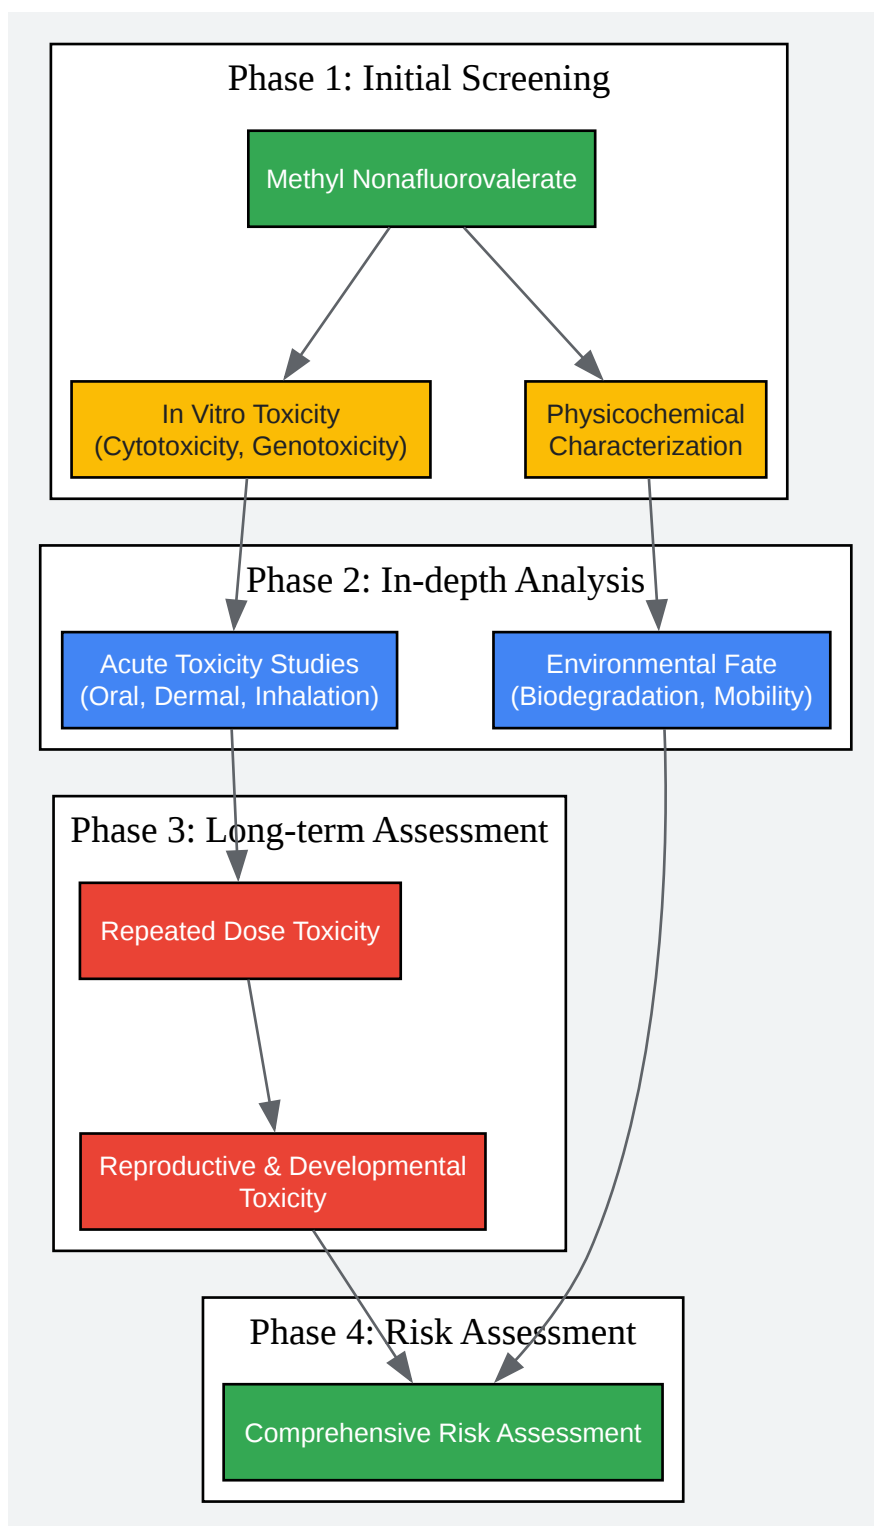 Phase 1: Initial Screening
Methyl Nonafluorovalerate
In Vitro Toxicity
(Cytotoxicity, Genotoxicity)
Physicochemical
Characterization
Phase 2: In-depth Analysis
Acute Toxicity Studies
(Oral, Dermal, Inhalation)
Environmental Fate
(Biodegradation, Mobility)
Phase 3: Long-term Assessment
Repeated Dose Toxicity
Reproductive & Developmental
Toxicity
Phase 4: Risk Assessment
Comprehensive Risk Assessment